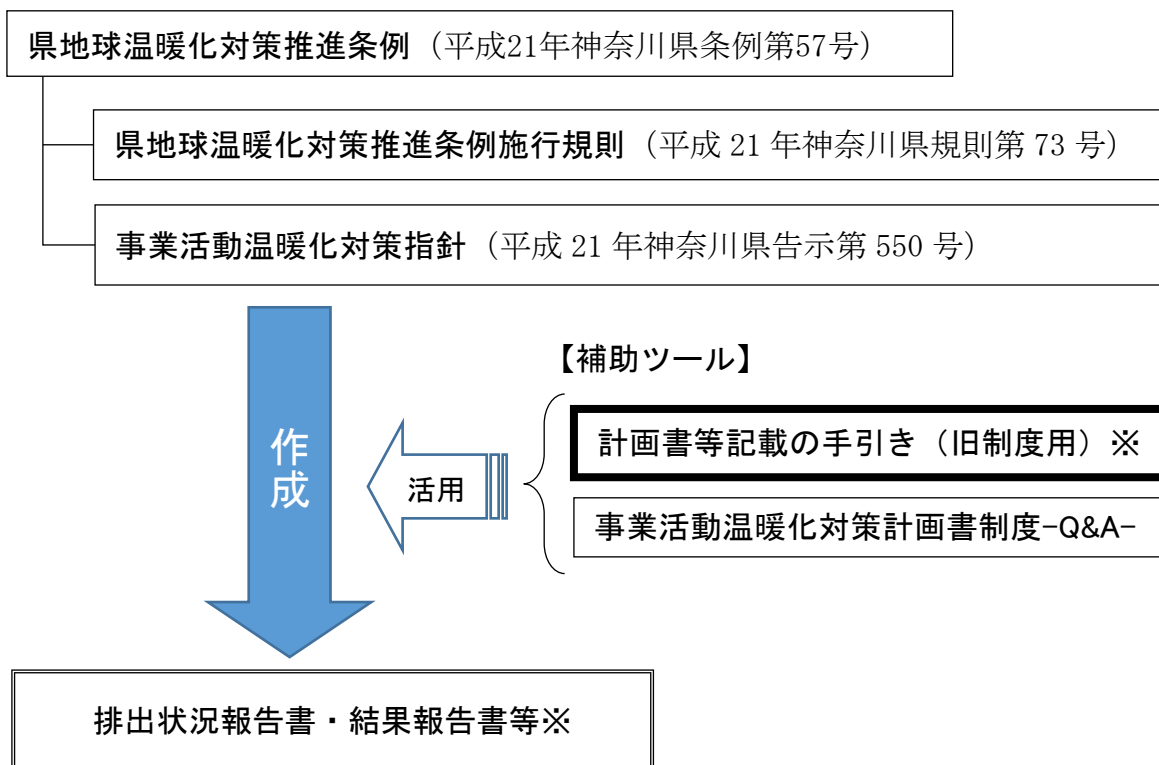 県地球温暖化対策推進条例（平成21年神奈川県条例第57号）
県地球温暖化対策推進条例施行規則（平成 21 年神奈川県規則第 73 号）
事業活動温暖化対策指針（平成 21 年神奈川県告示第 550 号）
【補助ツール】
作成
活用
計画書等記載の手引き（旧制度用）※
事業活動温暖化対策計画書制度-Q&A-
排出状況報告書・結果報告書等※